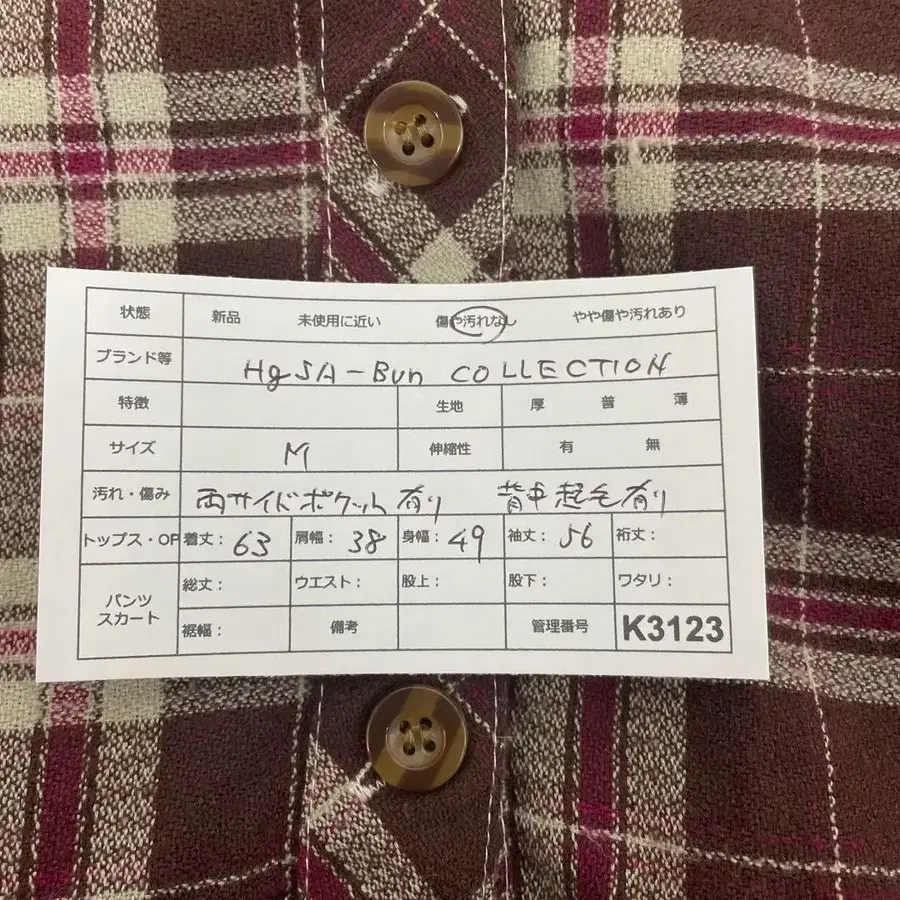 状態 新品 未使用に近い 傷や汚れなし やや傷や汚れあり
ブランド等 HgSA-Bun COLLECTION
特徴 生地 厚 普 薄
サイズ M 伸縮性 有 無
汚れ・傷み 両サイドポケット有り 背中起毛有り
トップス・OP 着丈： 63 肩幅： 38 身幅： 49 袖丈： 56 裄丈：
パンツ スカート 総丈： ウエスト： 股上： 股下： ワタリ：
裾幅： 備考 管理番号 K3123